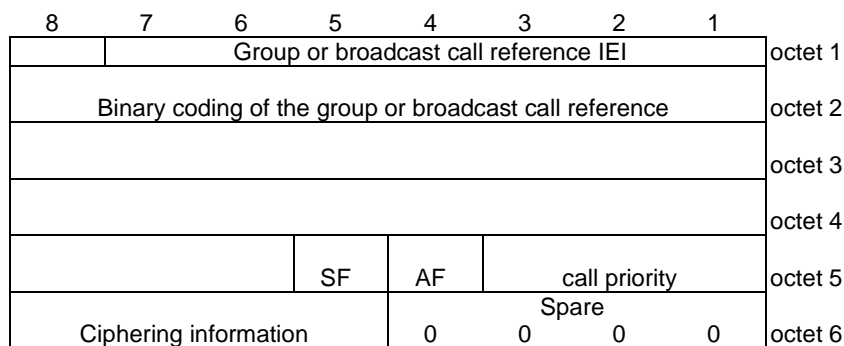 8 7 6 5 4 3 2 1
Group or broadcast call reference IEI octet 1
Binary coding of the group or broadcast call reference octet 2
octet 3
octet 4
SF AF call priority octet 5
Spare
Ciphering information 0 0 0 0 octet 6